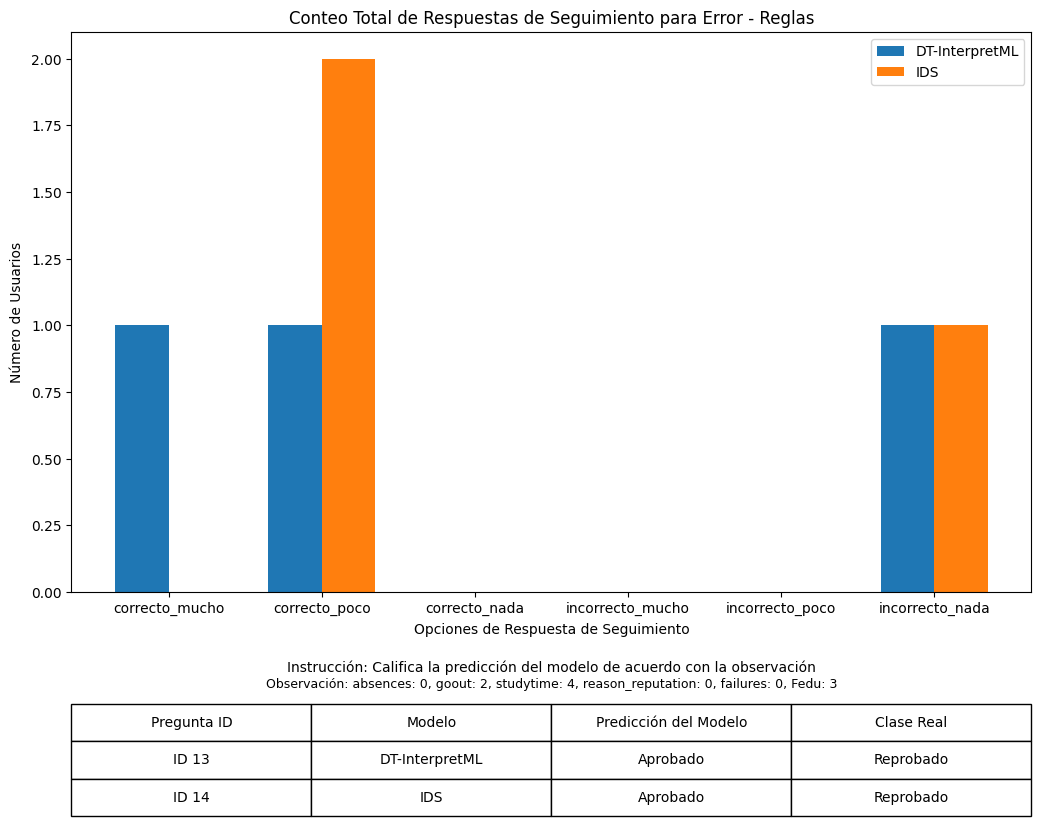 Conteo Total de Respuestas de Seguimiento para Error - Reglas
DT-InterpretML
IDS
Número de Usuarios
2.00
1.75
1.50
1.25
1.00
0.75
0.50
0.25
0.00
correcto_mucho correcto_poco correcto_nada incorrecto_mucho incorrecto_poco incorrecto_nada
Opciones de Respuesta de Seguimiento
Instrucción: Califica la predicción del modelo de acuerdo con la observación
Observación: absences: 0, goout: 2, studytime: 4, reason_reputation: 0, failures: 0, Fedu: 3
Pregunta ID Modelo Predicción del Modelo Clase Real
ID 13 DT-InterpretML Aprobado Reprobado
ID 14 IDS Aprobado Reprobado